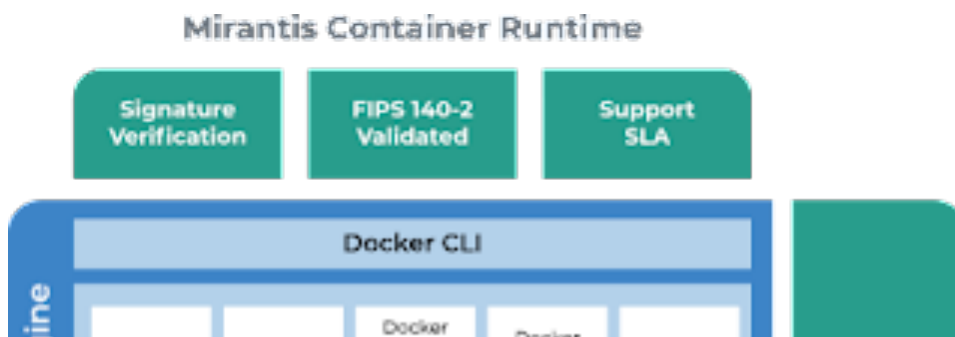 Mirantis Container Runtime
Signature
Verification
FIPS 140-2
Validated
Support
SLA
Docker CLI
Docker